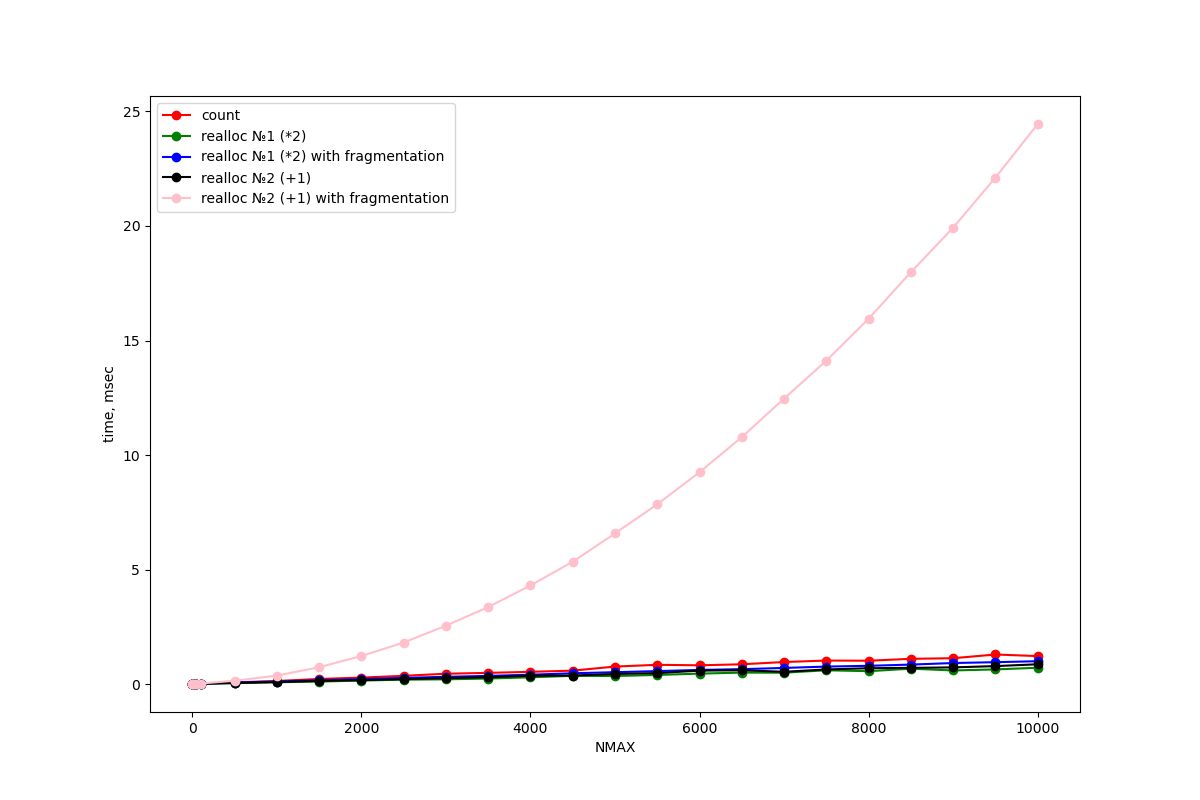 count
realloc №1 (*2)
realloc №1 (*2) with fragmentation
realloc №2 (+1)
realloc №2 (+1) with fragmentation
25
20
15
10
5
0
time, msec
0 2000 4000 6000 8000 10000
NMAX